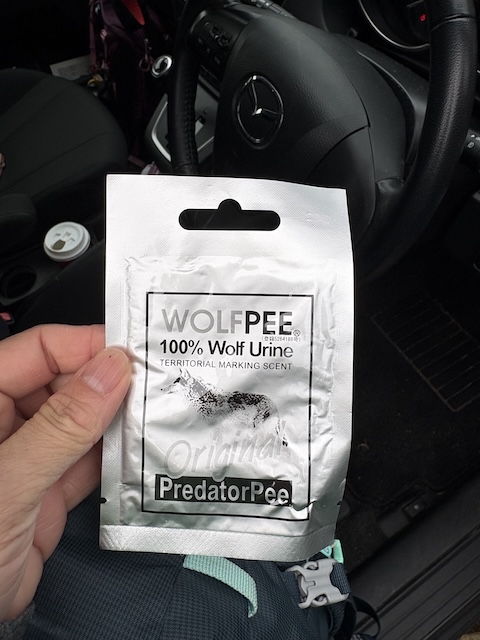 WOLFPEE®
100% Wolf Urine
TERRITORIAL MARKING SCENT
Original
PredatorPee